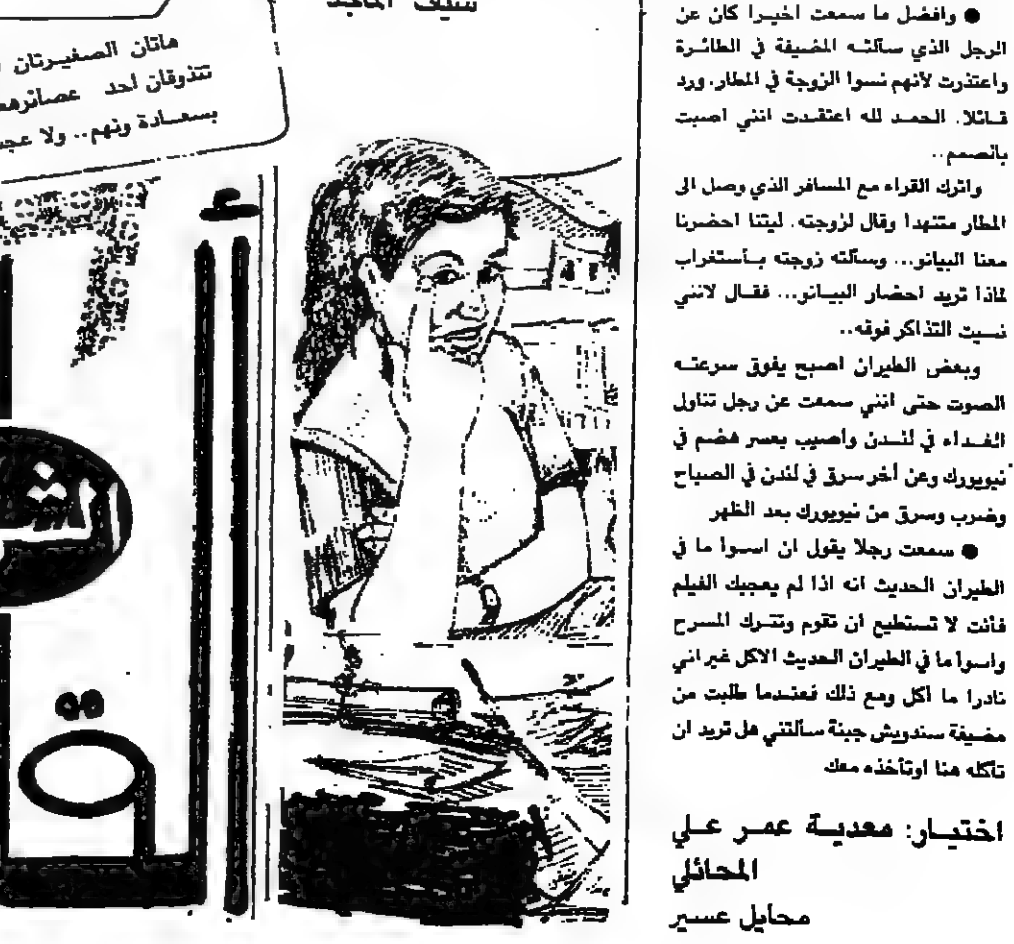 ● وافضل ما سمعت اخيرا كان عن
الرجل الذي سألته المضيفة في الطائرة
واعتذرت لأنهم نسوا الزوجة في المطار. ورد
قائلا. الحمد لله اعتقدت انني اصبت
بالصمم..
واترك القراء مع المسافر الذي وصل الى
المطار متنهدا وقال لزوجته. ليتنا احضرنا
معنا البيانو... وسألته زوجته بأستغراب
لماذا تريد احضار البيانو... فقال لانني
نسيت التذاكر فوقه..
وبعض الطيران اصبح يفوق سرعته
الصوت حتى انني سمعت عن رجل تناول
الغداء في لندن واصيب بعسر هضم في
نيويورك وعن أخر سرق في لندن في الصباح
وضرب وسرق من نيويورك بعد الظهر
● سمعت رجلا يقول ان اسوا ما في
الطيران الحديث انه اذا لم يعجبك الفيلم
فأنت لا تستطيع ان تقوم وتترك المسرح
واسوا ما في الطيران الحديث الاكل غير اني
نادرا ما أكل ومع ذلك فعندما طلبت من
مضيفة سندويش جبنة سألتني هل تريد ان
تأكله هنا اوتأخذه معك
اختيار: معدية عمر علي
المحائلي
محايل عسير
هاتان الصغيرتان
تتذوقان احد
بسعادة ونهم.. ولا